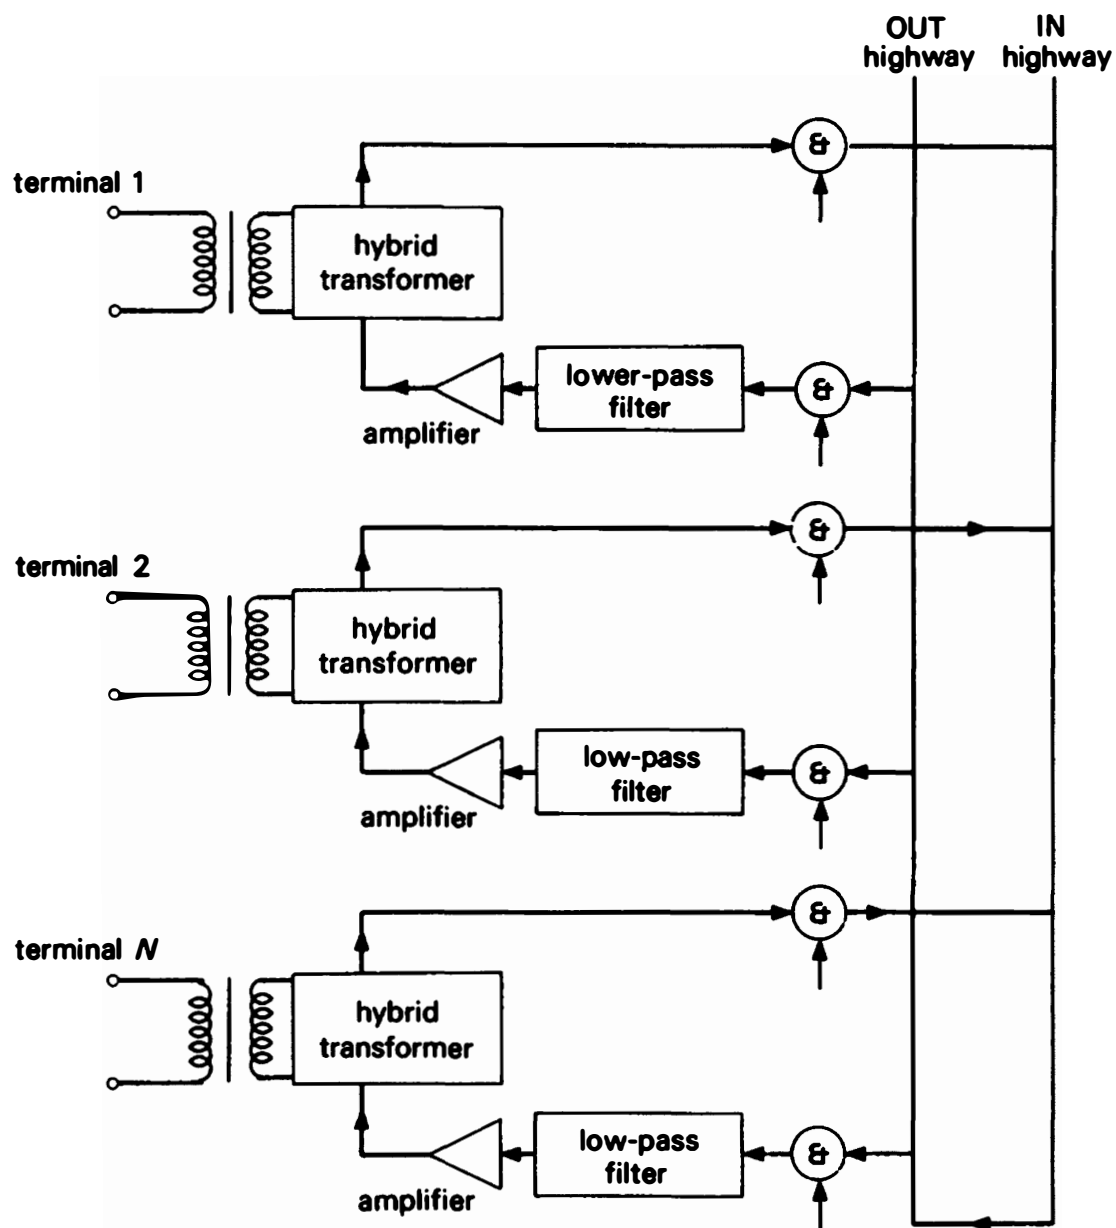 OUT
highway
IN
highway
&
terminal 1
hybrid
transformer
lower-pass
filter
&
amplifier
&
terminal 2
hybrid
transformer
low-pass
filter
&
amplifier
&
terminal N
hybrid
transformer
low-pass
filter
&
amplifier